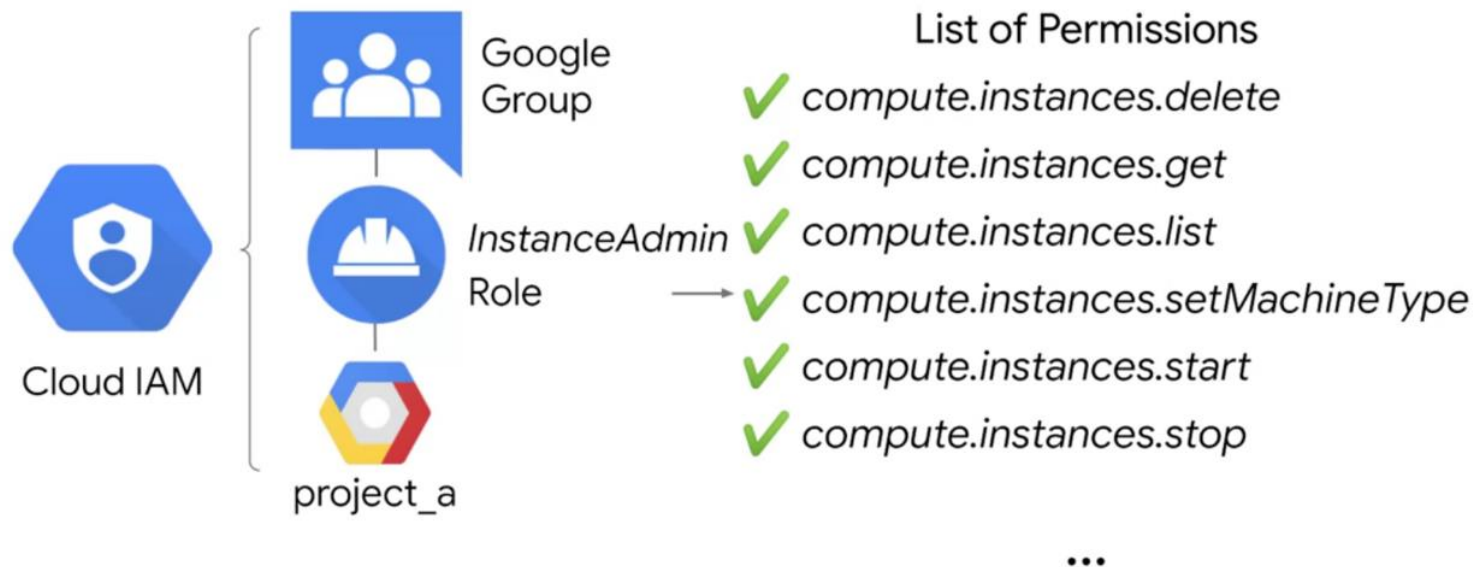 Google
Group
InstanceAdmin
Role
Cloud IAM
project_a
List of Permissions
compute.instances.delete
compute.instances.get
compute.instances.list
compute.instances.setMachineType
compute.instances.start
compute.instances.stop
...